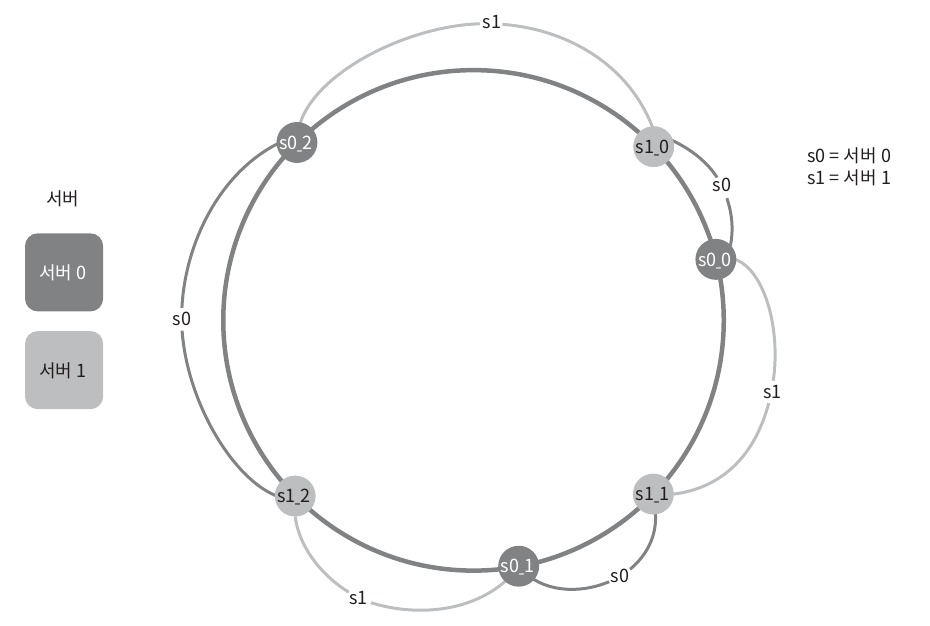 s1
s0_2
s1_0
s0
s0 = 서버 0
s1 = 서버 1
서버
서버 0
s0_0
s0
서버 1
s1
s1_2
s1_1
s0_1
s0
s1